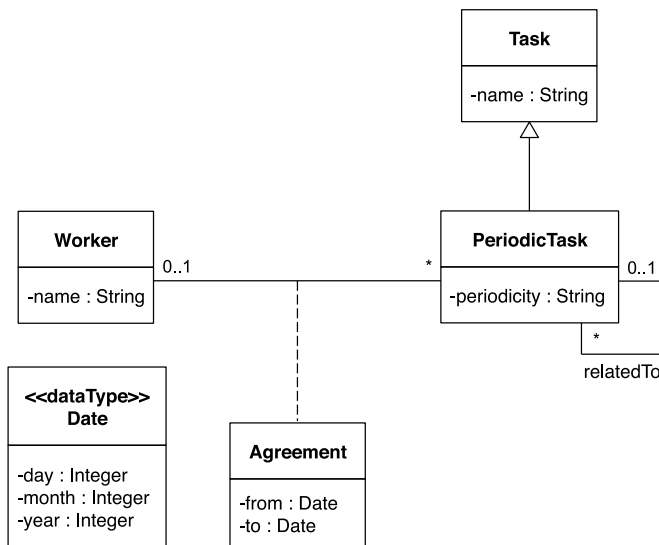 Task
-name : String
Worker
-name : String
0..1
*
PeriodicTask
-periodicity : String
0..1
*
relatedTo
<<dataType>>
Date
-day : Integer
-month : Integer
-year : Integer
Agreement
-from : Date
-to : Date